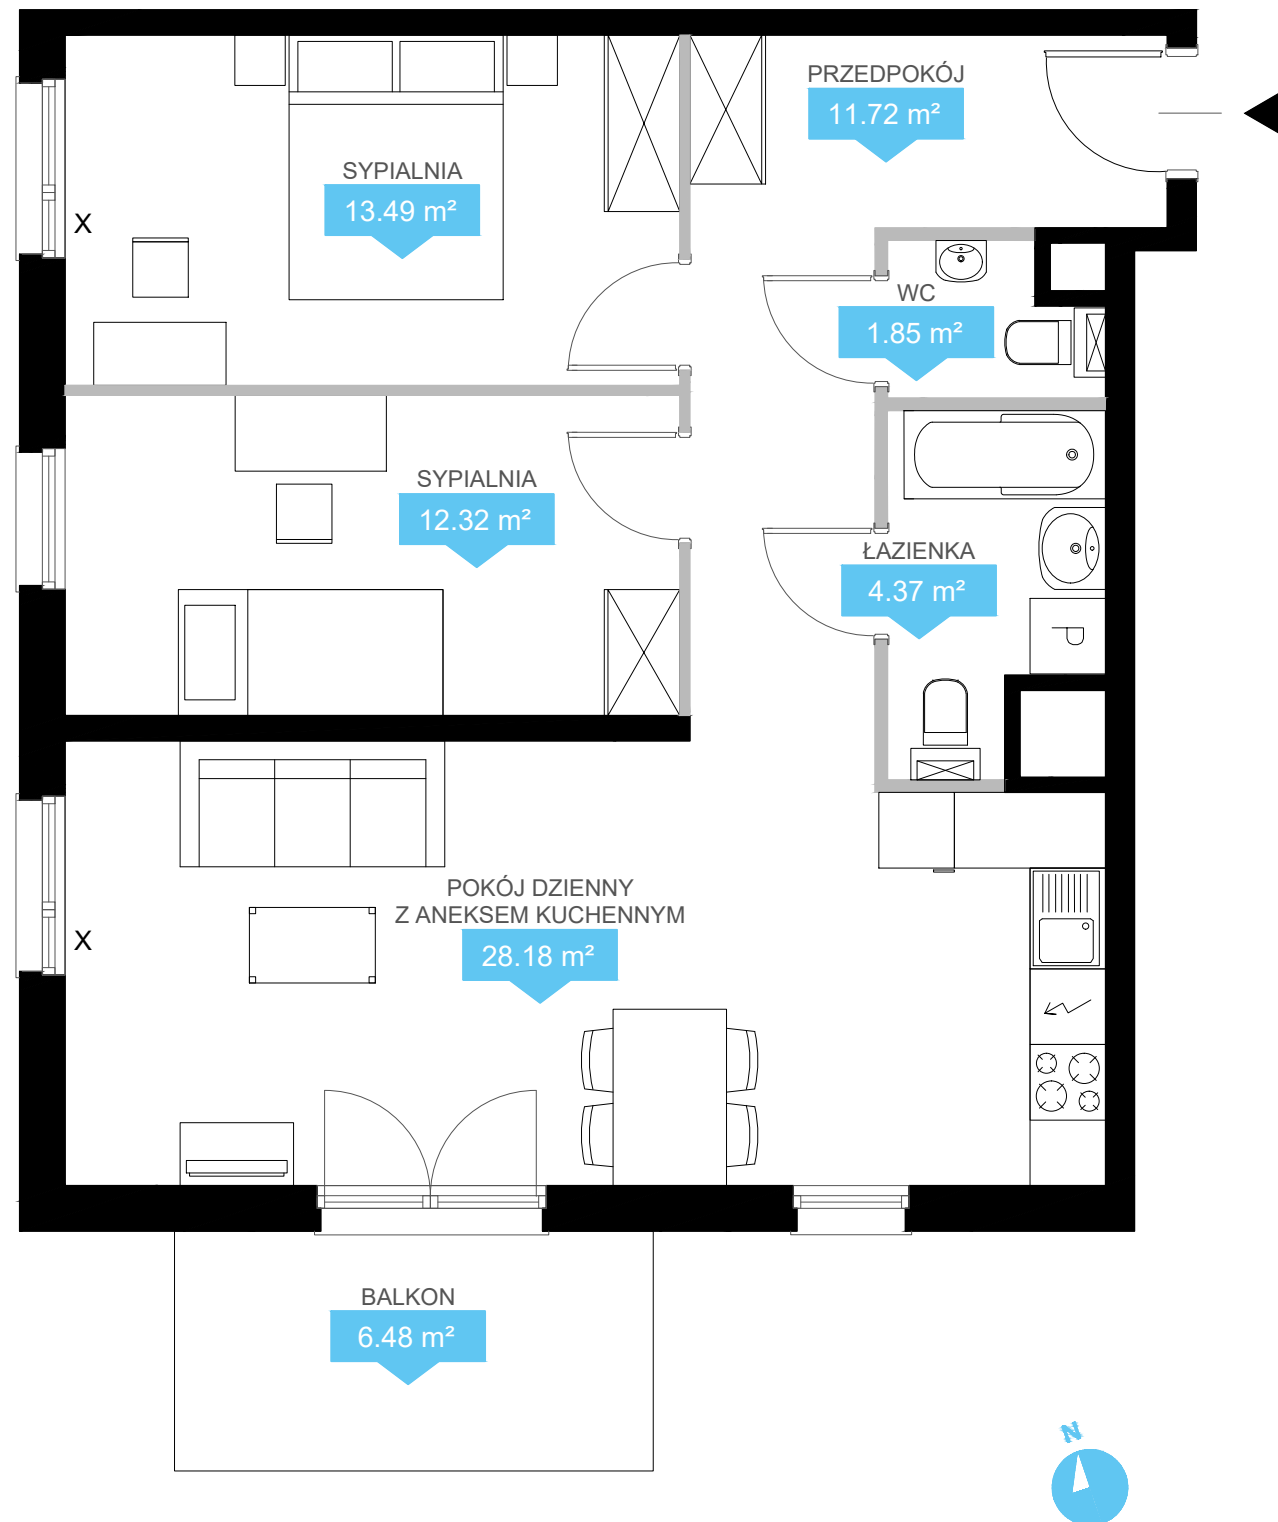 PRZEDPOKÓJ
11.72 m²
SYPIALNIA
13.49 m²
X
WC
1.85 m²
SYPIALNIA
12.32 m²
ŁAZIENKA
4.37 m²
P
POKÓJ DZIENNY
Z ANEKSEM KUCHENNYM
28.18 m²
X
BALKON
6.48 m²
N